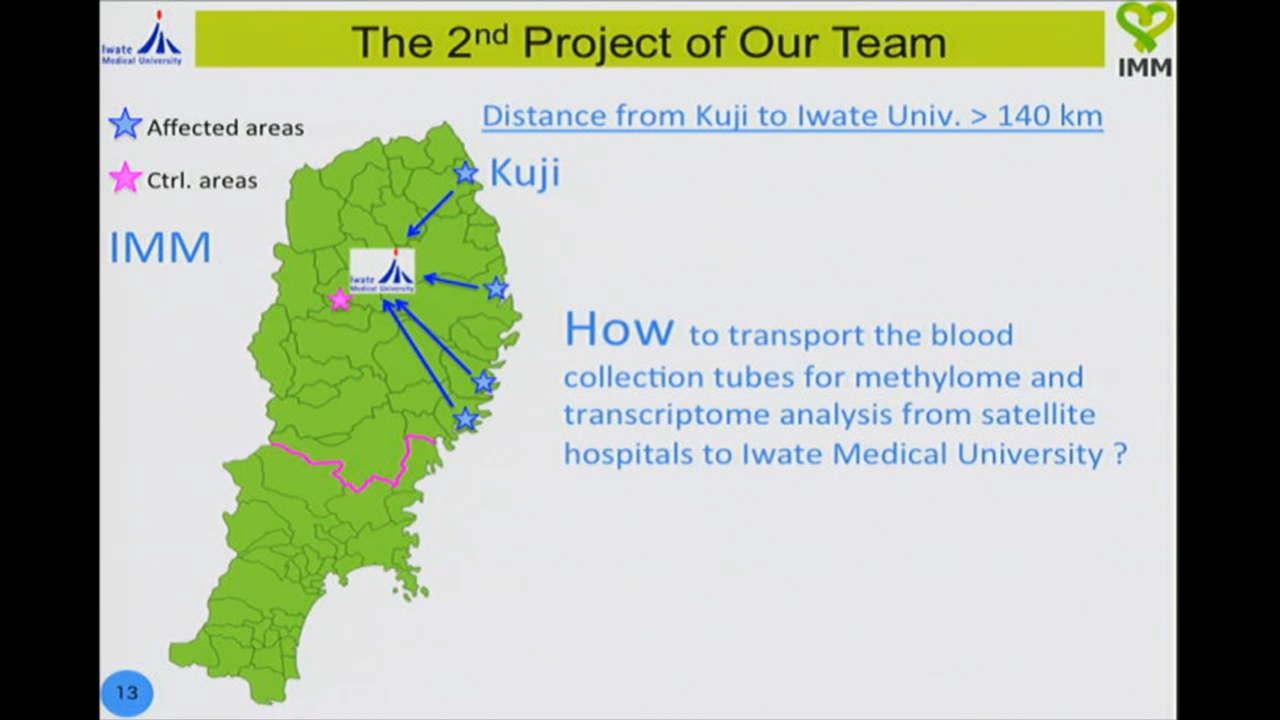 Iwate
Medical University
The 2nd Project of Our Team
IMM
Affected areas
Ctrl. areas
IMM
Distance from Kuji to Iwate Univ. > 140 km
Kuji
Iwate
Medical University
How to transport the blood
collection tubes for methylome and
transcriptome analysis from satellite
hospitals to Iwate Medical University ?
13